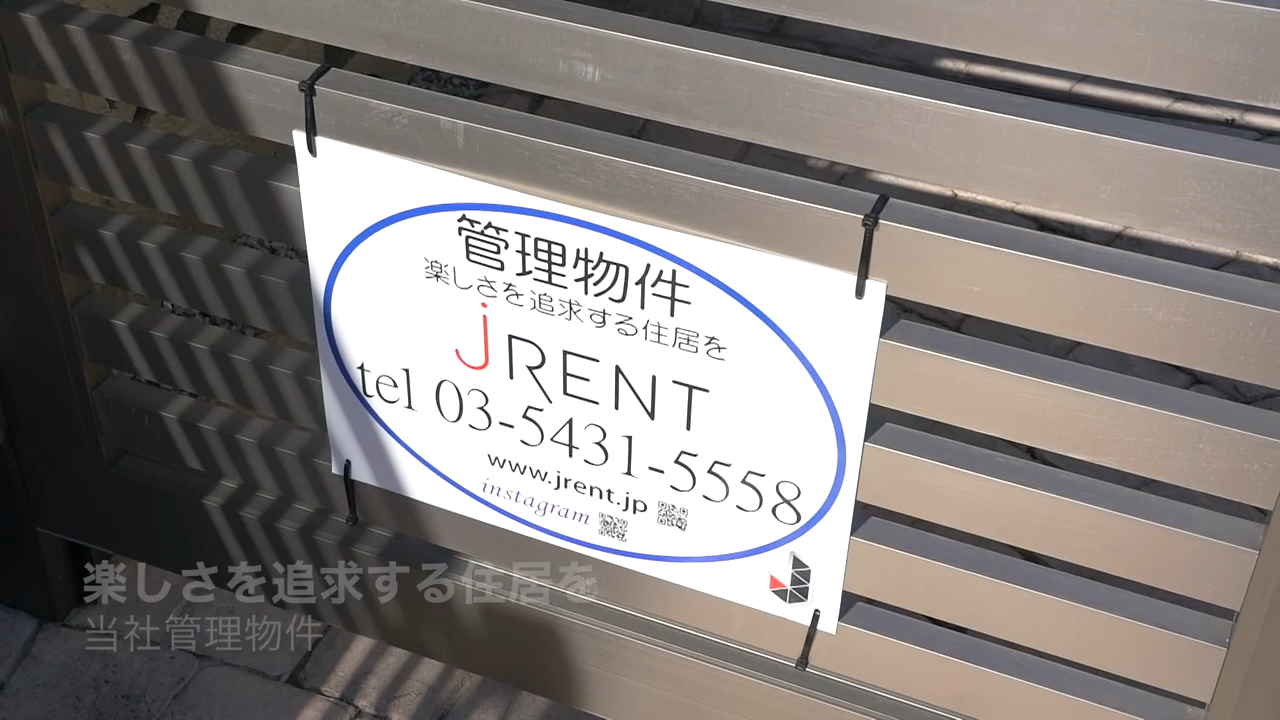 管理物件
楽しさを追求する住居を
jRENT
tel 03-5431-5558
www.jrent.jp
instagram
楽しさを追求する住居を
当社管理物件